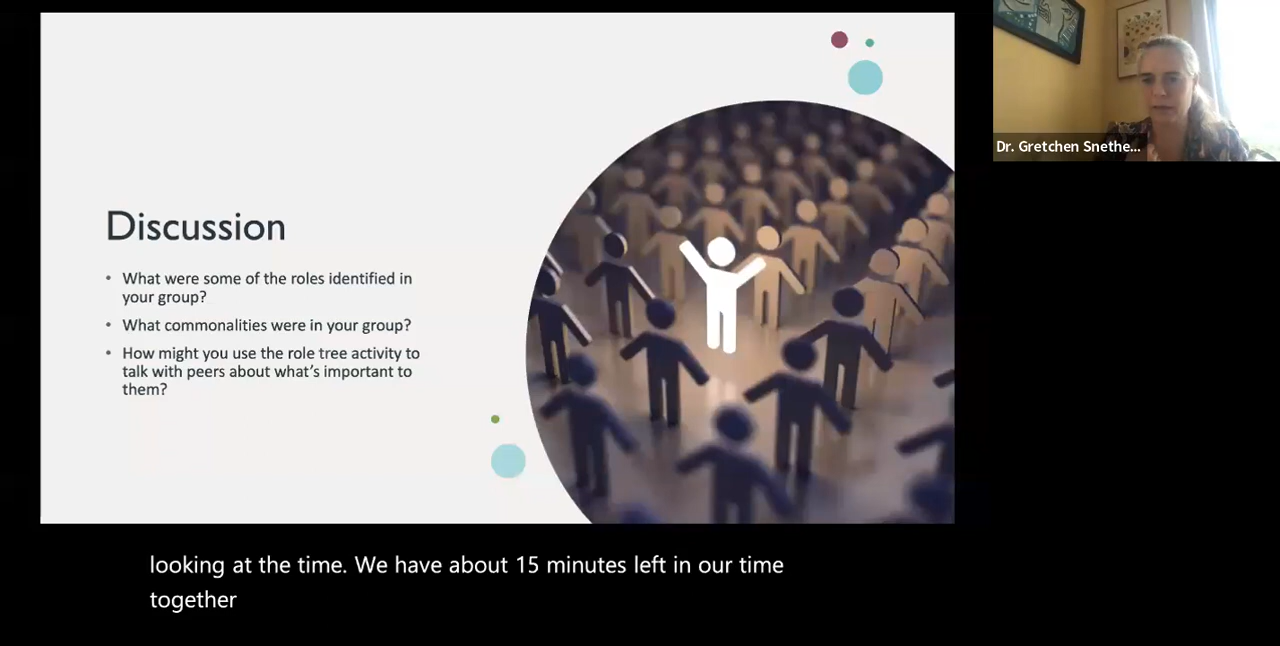 Discussion
• What were some of the roles identified in
your group?
• What commonalities were in your group?
• How might you use the role tree activity to
talk with peers about what's important to
them?
Dr. Gretchen Snethe...
looking at the time. We have about 15 minutes left in our time
together